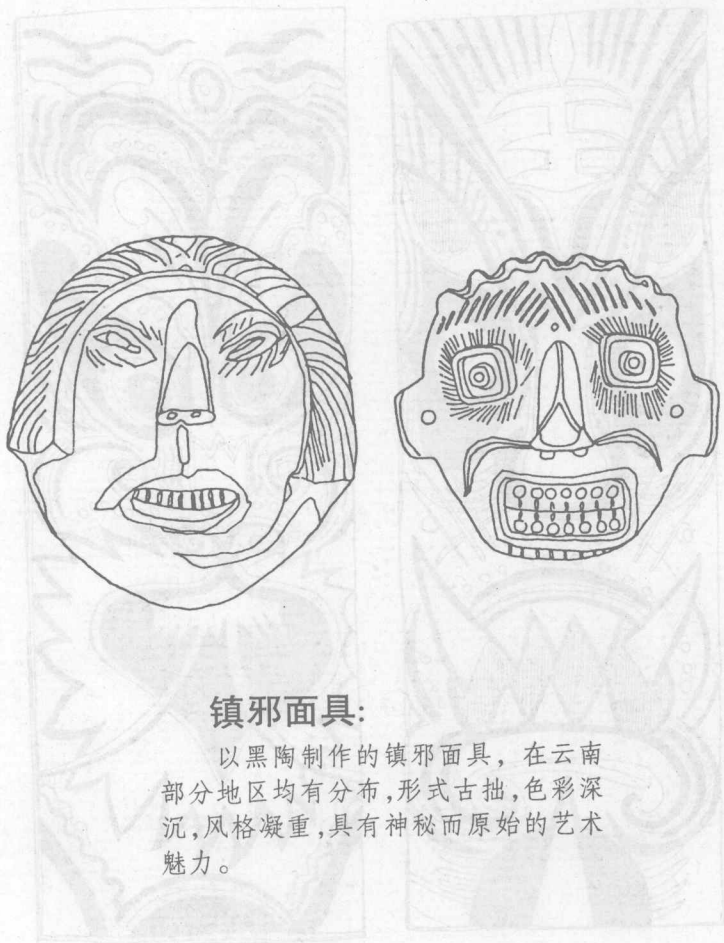 镇邪面具:
以黑陶制作的镇邪面具，在云南
部分地区均有分布,形式古拙,色彩深
沉,风格凝重,具有神秘而原始的艺术
魅力。